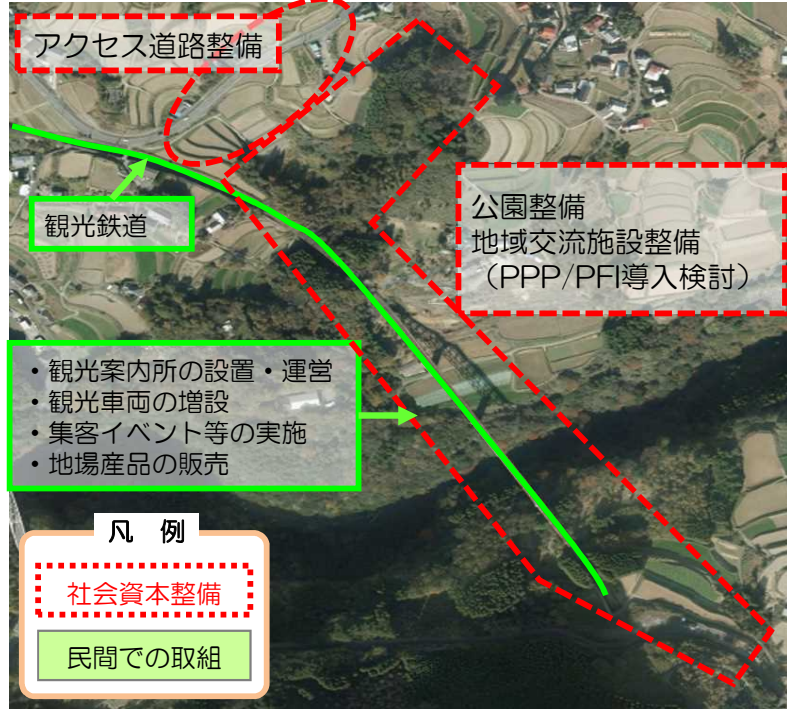 アクセス道路整備
観光鉄道
公園整備
地域交流施設整備
（PPP/PFI導入検討）
・観光案内所の設置・運営
・観光車両の増設
・集客イベント等の実施
・地場産品の販売
凡 例
社会資本整備
民間での取組